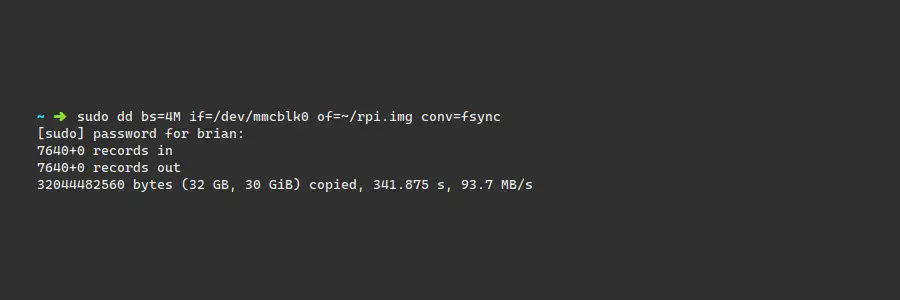 ~ ➜ sudo dd bs=4M if=/dev/mmcblk0 of=~/rpi.img conv=fsync
[sudo] password for brian:
7640+0 records in
7640+0 records out
32044482560 bytes (32 GB, 30 GiB) copied, 341.875 s, 93.7 MB/s